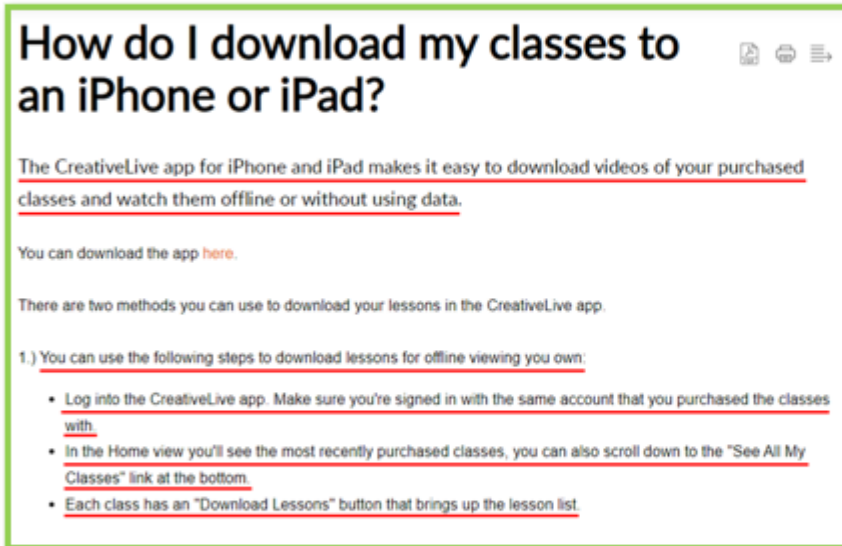 How do I download my classes to
an iPhone or iPad?
The CreativeLive app for iPhone and iPad makes it easy to download videos of your purchased
classes and watch them offline or without using data.
You can download the app here.
There are two methods you can use to download your lessons in the CreativeLive app.
1.) You can use the following steps to download lessons for offline viewing you own:
• Log into the CreativeLive app. Make sure you're signed in with the same account that you purchased the classes
with.
• In the Home view you'll see the most recently purchased classes, you can also scroll down to the "See All My
Classes" link at the bottom.
• Each class has an "Download Lessons" button that brings up the lesson list.